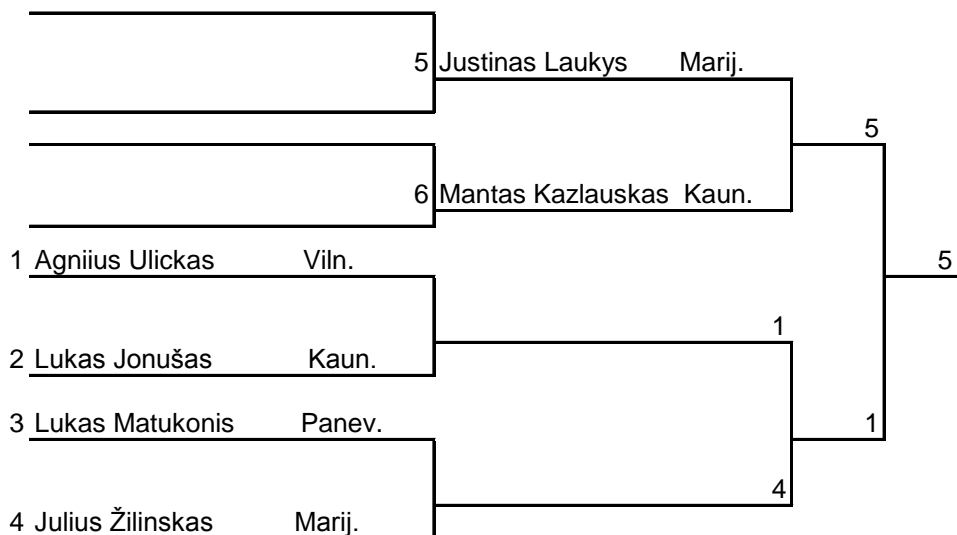 5 Justinas Laukys Marij.
5
6 Mantas Kazlauskas Kaun.
1 Agniius Ulickas Viln.
5
1
2 Lukas Jonušas Kaun.
3 Lukas Matukonis Panev.
1
4
4 Julius Žilinskas Marij.